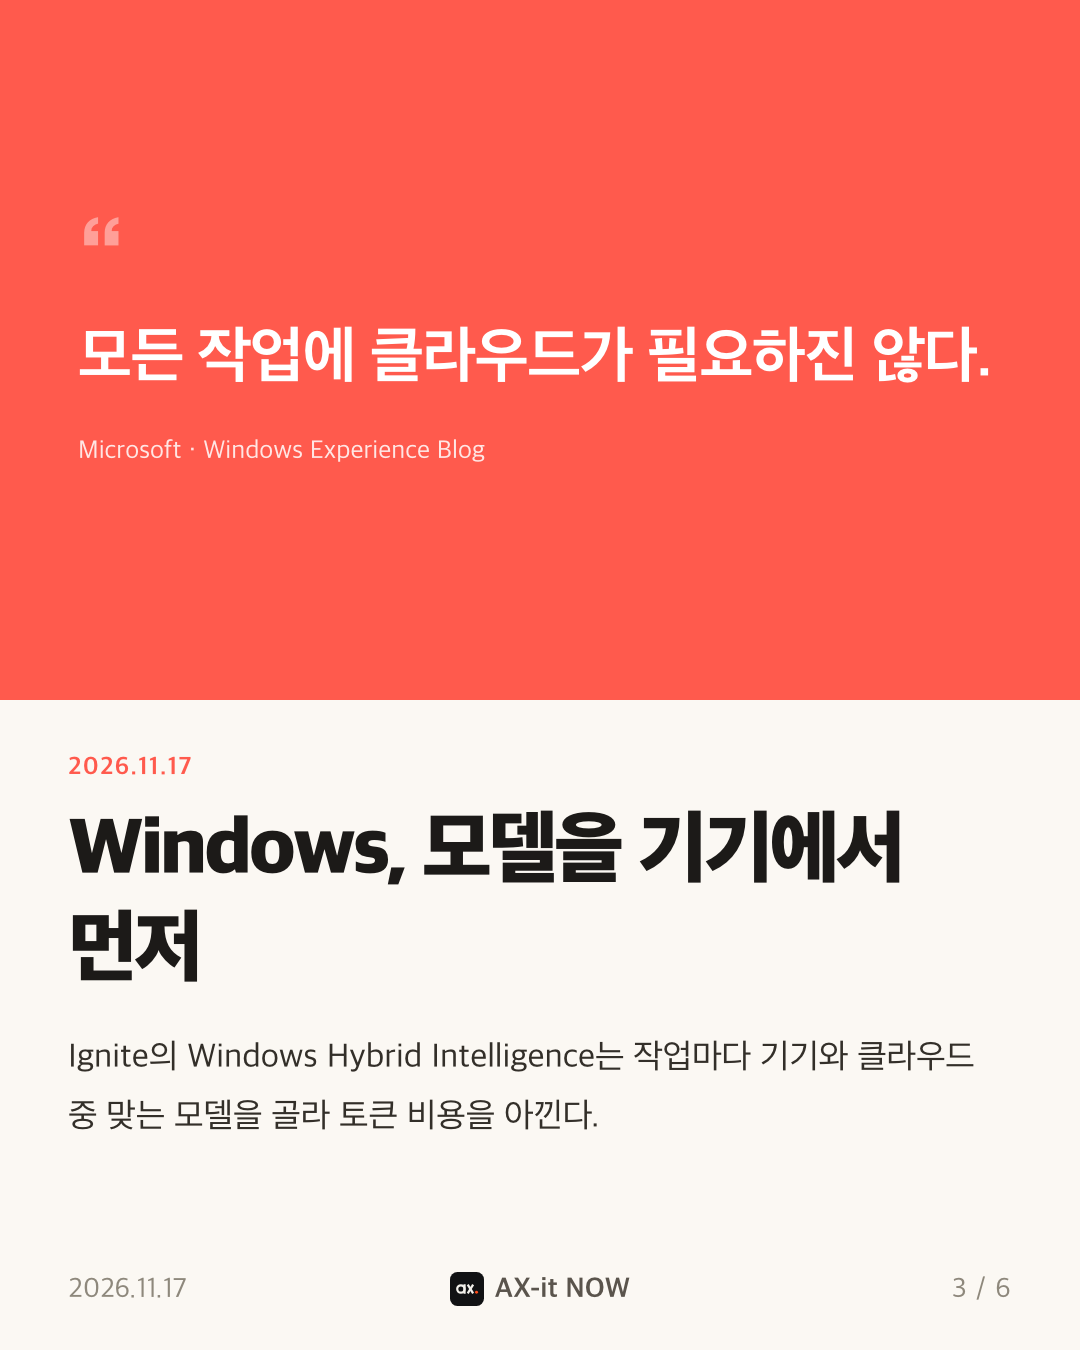 “
모든 작업에 클라우드가 필요하진 않다.
Microsoft · Windows Experience Blog
2026.11.17
Windows, 모델을 기기에서
먼저
Ignite의 Windows Hybrid Intelligence는 작업마다 기기와 클라우드
중 맞는 모델을 골라 토큰 비용을 아낀다.
2026.11.17
ax. AX-it NOW
3 / 6